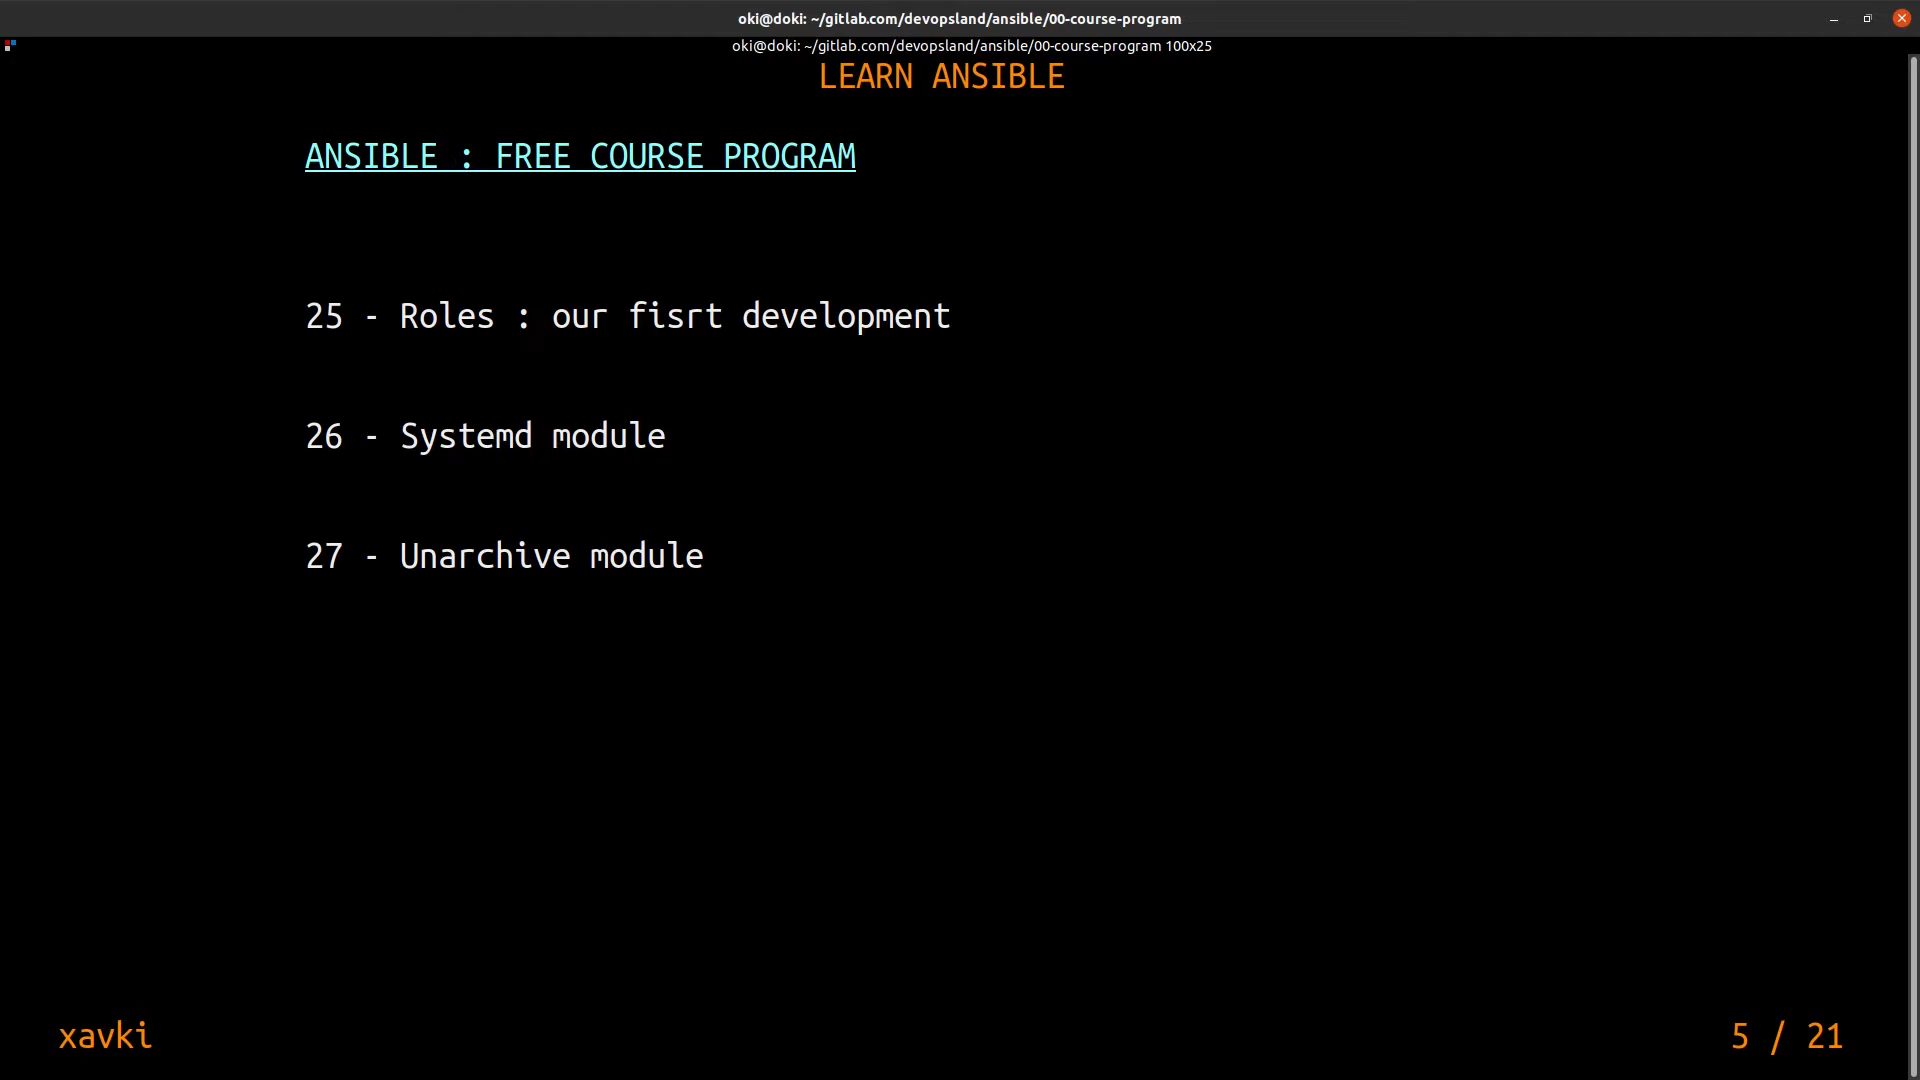 oki@doki: ~/gitlab.com/devopsland/ansible/00-course-program
oki@doki: ~/gitlab.com/devopsland/ansible/00-course-program 100x25
LEARN ANSIBLE
ANSIBLE : FREE COURSE PROGRAM
25 - Roles : our fisrt development
26 - Systemd module
27 - Unarchive module
xavki
5 / 21